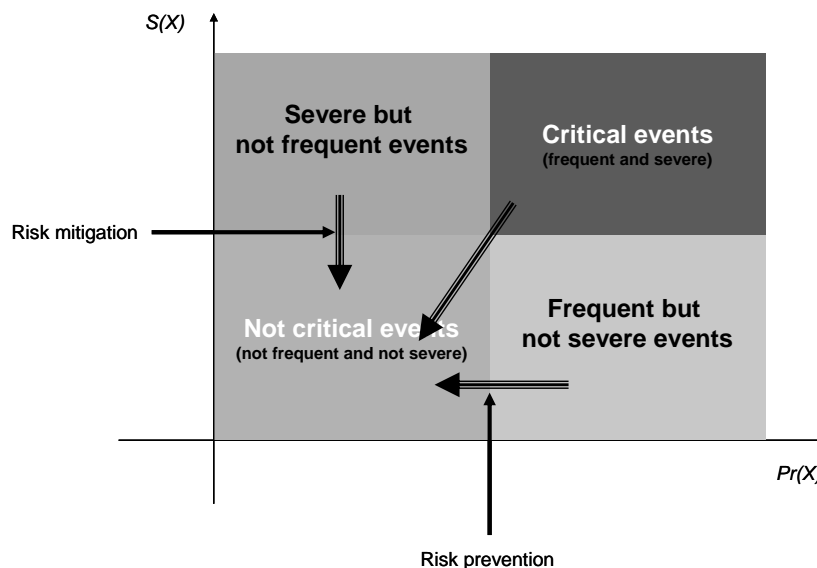 S(X)
Severe but
not frequent events
Critical events
(frequent and severe)
Risk mitigation
Not critical events
(not frequent and not severe)
Frequent but
not severe events
Pr(X)
Risk prevention